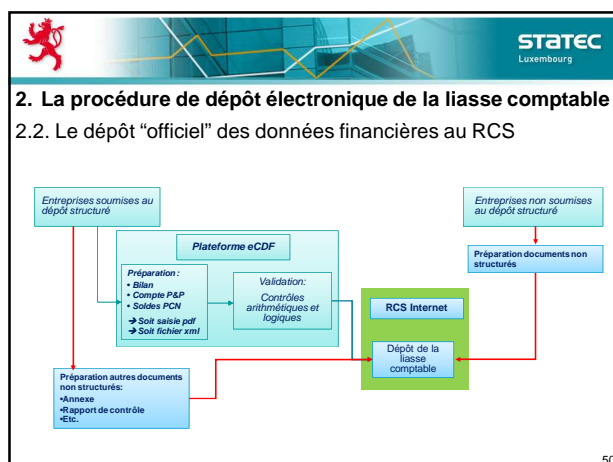 STATEC
Luxembourg
2. La procédure de dépôt électronique de la liasse comptable
2.2. Le dépôt “officiel” des données financières au RCS
Entreprises soumises au
dépôt structuré
Entreprises non soumises
au dépôt structuré
Plateforme eCDF
Préparation :
• Bilan
• Compte P&P
• Soldes PCN
➔ Soit saisie pdf
➔ Soit fichier xml
Validation:
Contrôles
arithmétiques et
logiques
Préparation documents non
structurés
RCS Internet
Dépôt de la
liasse
comptable
Préparation autres documents
non structurés:
•Annexe
•Rapport de contrôle
•Etc.
50